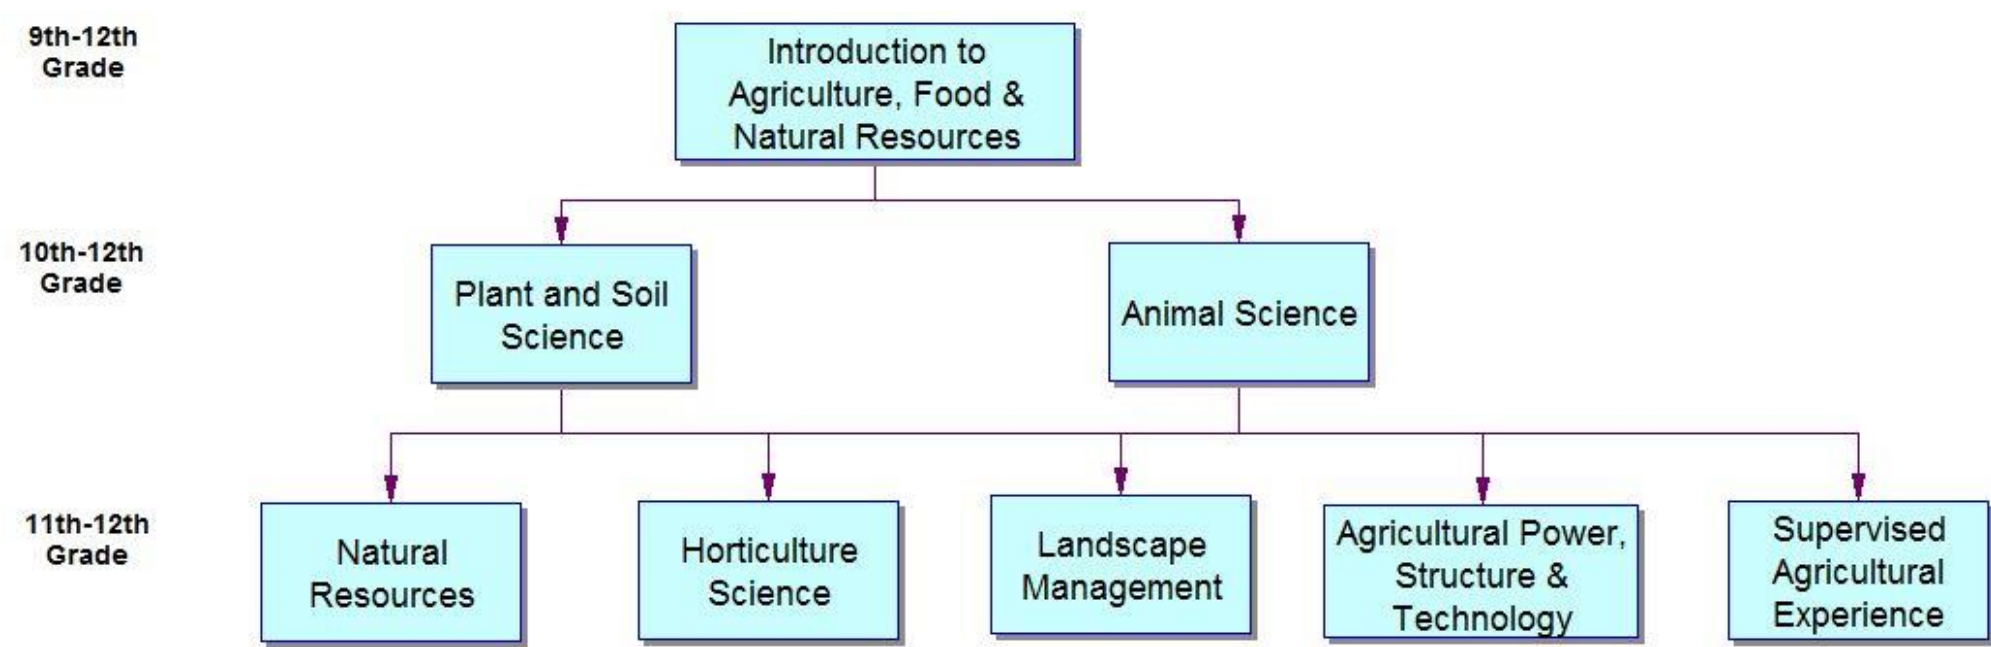 9th-12th
Grade
Introduction to
Agriculture, Food &
Natural Resources
10th-12th
Grade
Plant and Soil
Science
Animal Science
11th-12th
Grade
Natural
Resources
Horticulture
Science
Landscape
Management
Agricultural Power,
Structure &
Technology
Supervised
Agricultural
Experience